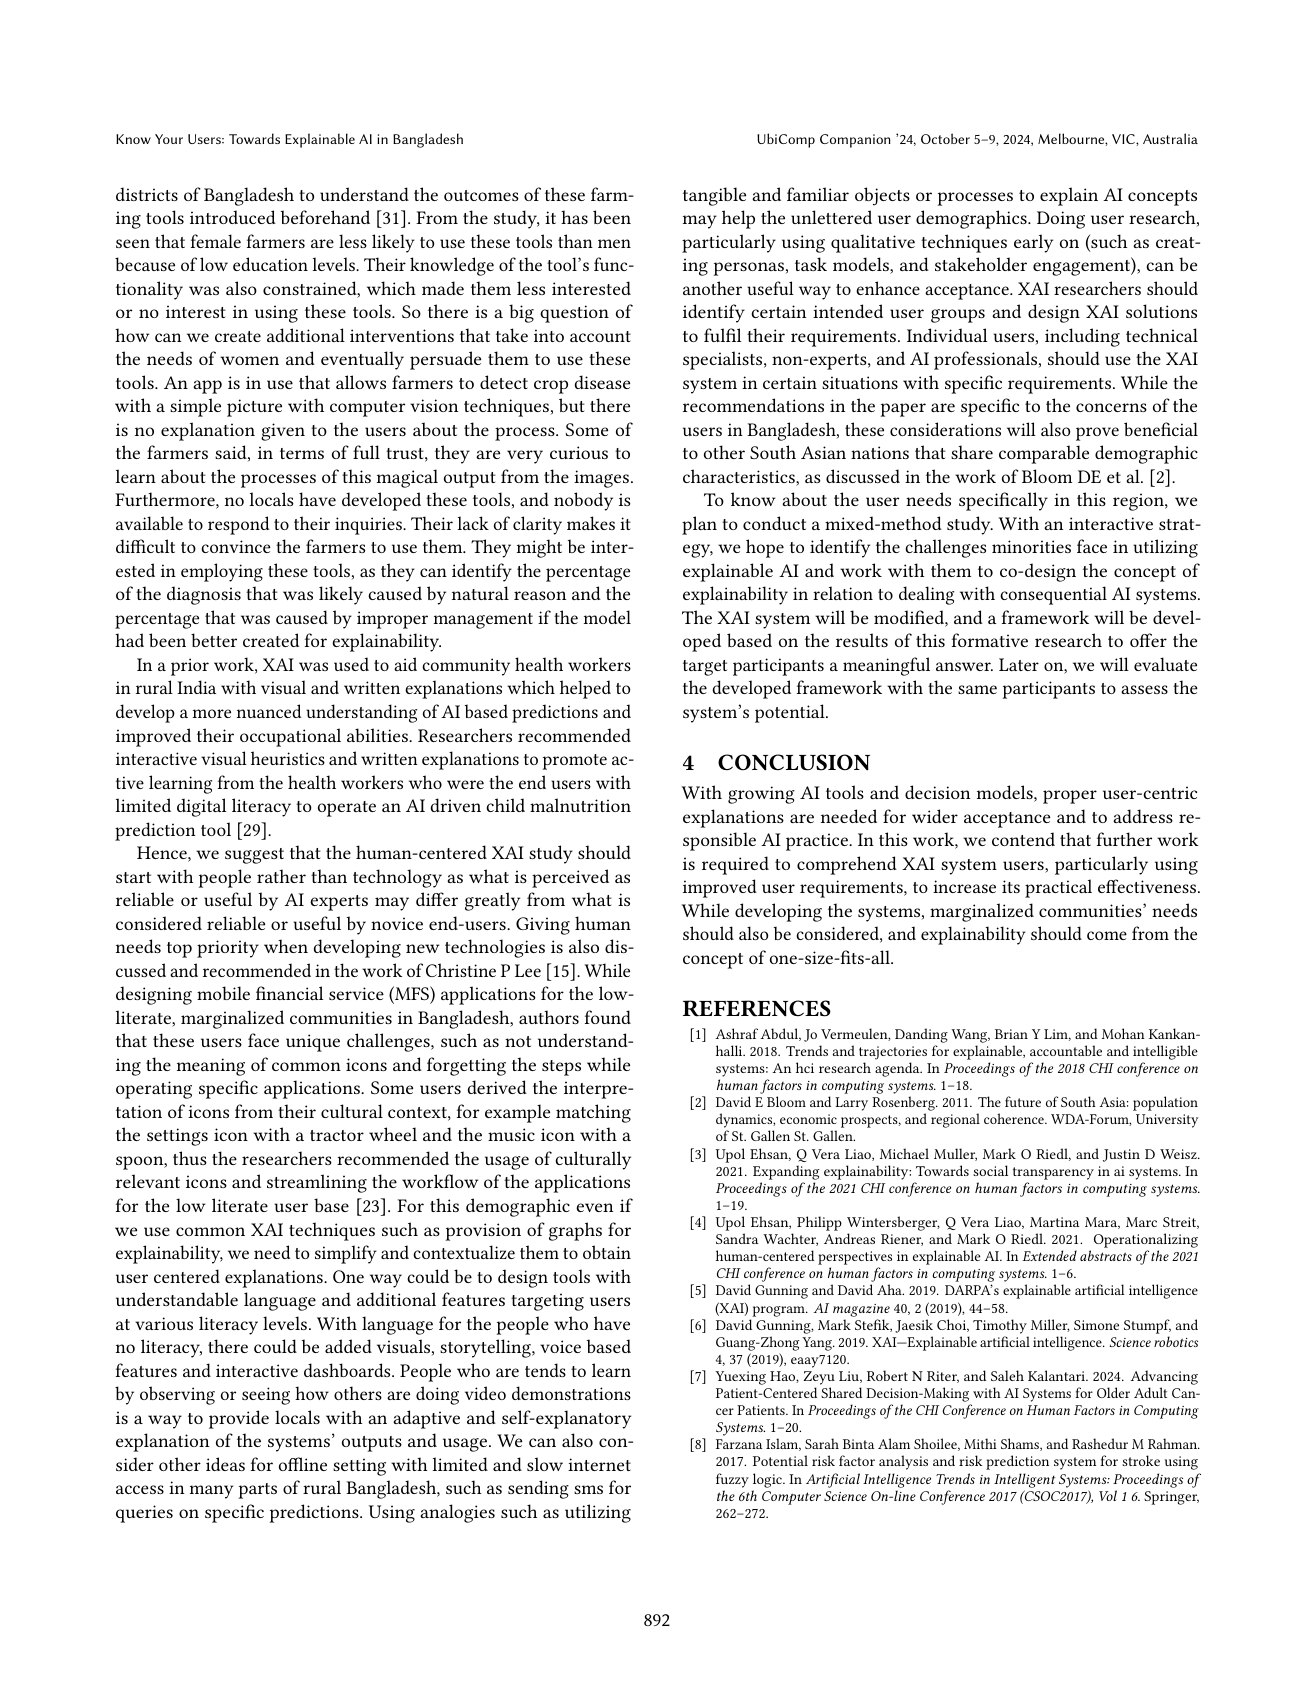 Know Your Users: Towards Explainable AI in Bangladesh
UbiComp Companion ’24, October 5–9, 2024, Melbourne, VIC, Australia
districts of Bangladesh to understand the outcomes of these farm-
ing tools introduced beforehand [31]. From the study, it has been
seen that female farmers are less likely to use these tools than men
because of low education levels. Their knowledge of the tool’s func-
tionality was also constrained, which made them less interested
or no interest in using these tools. So there is a big question of
how can we create additional interventions that take into account
the needs of women and eventually persuade them to use these
tools. An app is in use that allows farmers to detect crop disease
with a simple picture with computer vision techniques, but there
is no explanation given to the users about the process. Some of
the farmers said, in terms of full trust, they are very curious to
learn about the processes of this magical output from the images.
Furthermore, no locals have developed these tools, and nobody is
available to respond to their inquiries. Their lack of clarity makes it
difficult to convince the farmers to use them. They might be inter-
ested in employing these tools, as they can identify the percentage
of the diagnosis that was likely caused by natural reason and the
percentage that was caused by improper management if the model
had been better created for explainability.
In a prior work, XAI was used to aid community health workers
in rural India with visual and written explanations which helped to
develop a more nuanced understanding of AI based predictions and
improved their occupational abilities. Researchers recommended
interactive visual heuristics and written explanations to promote ac-
tive learning from the health workers who were the end users with
limited digital literacy to operate an AI driven child malnutrition
prediction tool [29].
Hence, we suggest that the human-centered XAI study should
start with people rather than technology as what is perceived as
reliable or useful by AI experts may differ greatly from what is
considered reliable or useful by novice end-users. Giving human
needs top priority when developing new technologies is also dis-
cussed and recommended in the work of Christine P Lee [15]. While
designing mobile financial service (MFS) applications for the low-
literate, marginalized communities in Bangladesh, authors found
that these users face unique challenges, such as not understand-
ing the meaning of common icons and forgetting the steps while
operating specific applications. Some users derived the interpre-
tation of icons from their cultural context, for example matching
the settings icon with a tractor wheel and the music icon with a
spoon, thus the researchers recommended the usage of culturally
relevant icons and streamlining the workflow of the applications
for the low literate user base [23]. For this demographic even if
we use common XAI techniques such as provision of graphs for
explainability, we need to simplify and contextualize them to obtain
user centered explanations. One way could be to design tools with
understandable language and additional features targeting users
at various literacy levels. With language for the people who have
no literacy, there could be added visuals, storytelling, voice based
features and interactive dashboards. People who are tends to learn
by observing or seeing how others are doing video demonstrations
is a way to provide locals with an adaptive and self-explanatory
explanation of the systems’ outputs and usage. We can also con-
sider other ideas for offline setting with limited and slow internet
access in many parts of rural Bangladesh, such as sending sms for
queries on specific predictions. Using analogies such as utilizing
tangible and familiar objects or processes to explain AI concepts
may help the unlettered user demographics. Doing user research,
particularly using qualitative techniques early on (such as creat-
ing personas, task models, and stakeholder engagement), can be
another useful way to enhance acceptance. XAI researchers should
identify certain intended user groups and design XAI solutions
to fulfil their requirements. Individual users, including technical
specialists, non-experts, and AI professionals, should use the XAI
system in certain situations with specific requirements. While the
recommendations in the paper are specific to the concerns of the
users in Bangladesh, these considerations will also prove beneficial
to other South Asian nations that share comparable demographic
characteristics, as discussed in the work of Bloom DE et al. [2].
To know about the user needs specifically in this region, we
plan to conduct a mixed-method study. With an interactive strat-
egy, we hope to identify the challenges minorities face in utilizing
explainable AI and work with them to co-design the concept of
explainability in relation to dealing with consequential AI systems.
The XAI system will be modified, and a framework will be devel-
oped based on the results of this formative research to offer the
target participants a meaningful answer. Later on, we will evaluate
the developed framework with the same participants to assess the
system’s potential.
4 CONCLUSION
With growing AI tools and decision models, proper user-centric
explanations are needed for wider acceptance and to address re-
sponsible AI practice. In this work, we contend that further work
is required to comprehend XAI system users, particularly using
improved user requirements, to increase its practical effectiveness.
While developing the systems, marginalized communities’ needs
should also be considered, and explainability should come from the
concept of one-size-fits-all.
REFERENCES
[1] Ashraf Abdul, Jo Vermeulen, Danding Wang, Brian Y Lim, and Mohan Kankan-
halli. 2018. Trends and trajectories for explainable, accountable and intelligible
systems: An hci research agenda. In Proceedings of the 2018 CHI conference on
human factors in computing systems. 1–18.
[2] David E Bloom and Larry Rosenberg. 2011. The future of South Asia: population
dynamics, economic prospects, and regional coherence. WDA-Forum, University
of St. Gallen St. Gallen.
[3] Upol Ehsan, Q Vera Liao, Michael Muller, Mark O Riedl, and Justin D Weisz.
2021. Expanding explainability: Towards social transparency in ai systems. In
Proceedings of the 2021 CHI conference on human factors in computing systems.
1–19.
[4] Upol Ehsan, Philipp Wintersberger, Q Vera Liao, Martina Mara, Marc Streit,
Sandra Wachter, Andreas Riener, and Mark O Riedl. 2021. Operationalizing
human-centered perspectives in explainable AI. In Extended abstracts of the 2021
CHI conference on human factors in computing systems. 1–6.
[5] David Gunning and David Aha. 2019. DARPA’s explainable artificial intelligence
(XAI) program. AI magazine 40, 2 (2019), 44–58.
[6] David Gunning, Mark Stefik, Jaesik Choi, Timothy Miller, Simone Stumpf, and
Guang-Zhong Yang. 2019. XAI—Explainable artificial intelligence. Science robotics
4, 37 (2019), eaay7120.
[7] Yuexing Hao, Zeyu Liu, Robert N Riter, and Saleh Kalantari. 2024. Advancing
Patient-Centered Shared Decision-Making with AI Systems for Older Adult Can-
cer Patients. In Proceedings of the CHI Conference on Human Factors in Computing
Systems. 1–20.
[8] Farzana Islam, Sarah Binta Alam Shoilee, Mithi Shams, and Rashedur M Rahman.
2017. Potential risk factor analysis and risk prediction system for stroke using
fuzzy logic. In Artificial Intelligence Trends in Intelligent Systems: Proceedings of
the 6th Computer Science On-line Conference 2017 (CSOC2017), Vol 1 6. Springer,
262–272.
892